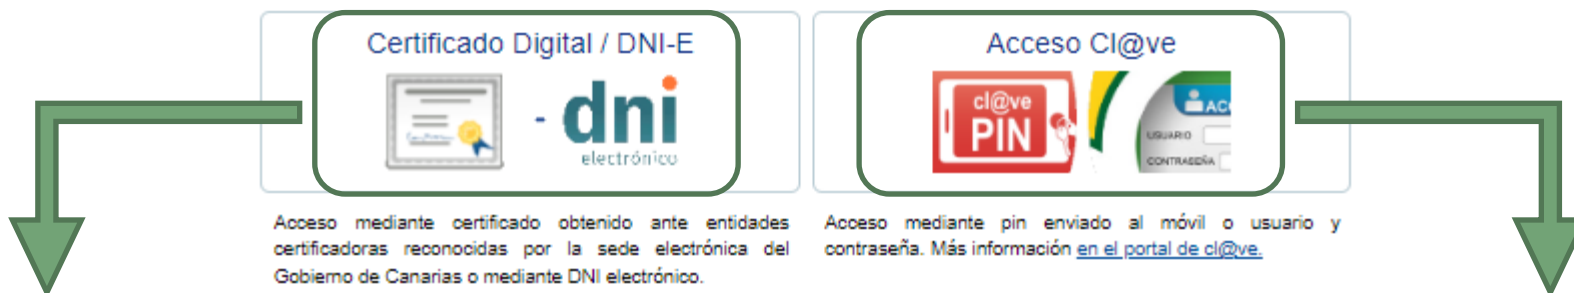 Certificado Digital / DNI-E
- dni
electrónico
Acceso mediante certificado obtenido ante entidades
certificadoras reconocidas por la sede electrónica del
Gobierno de Canarias o mediante DNI electrónico.
Acceso Cl@ve
cl@ve
PIN
ACC
USUARIO
CONTRASEÑA
Acceso mediante pin enviado al móvil o usuario y
contraseña. Más información en el portal de cl@ve.